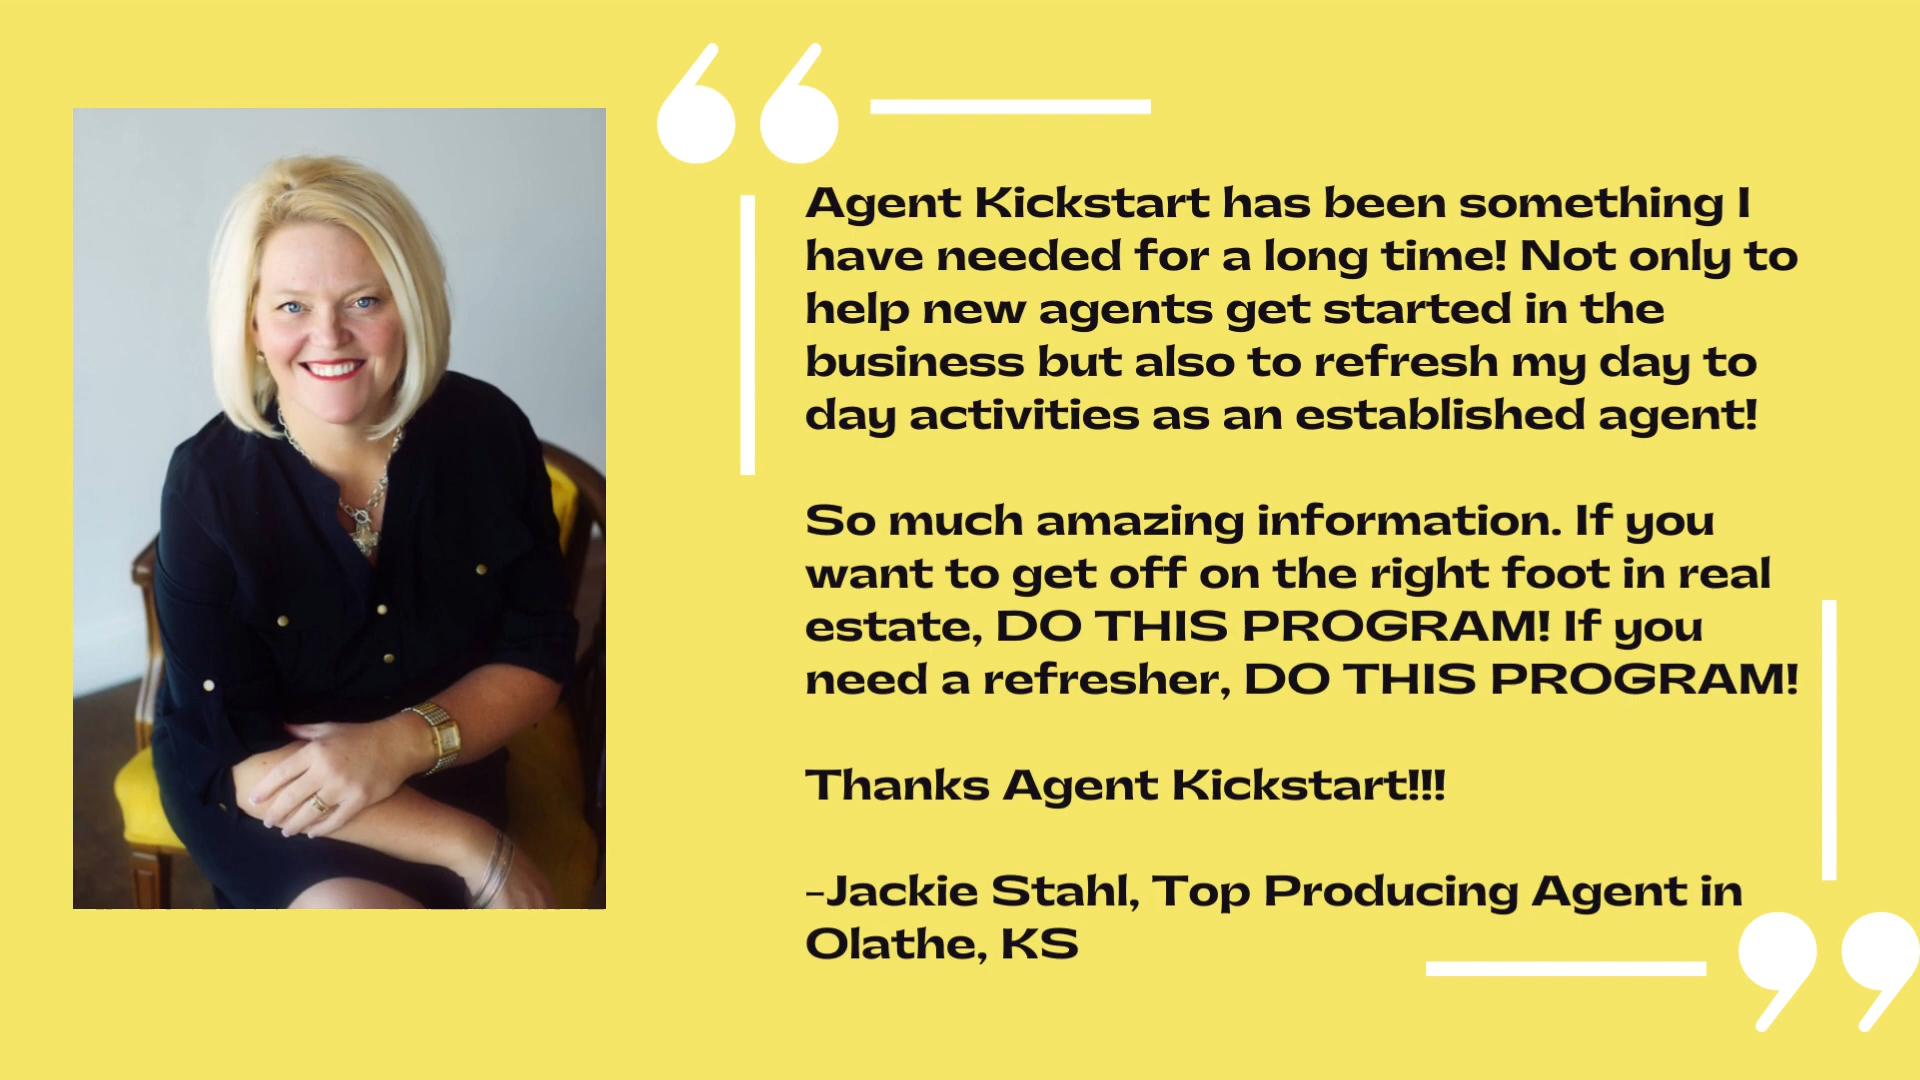 Agent Kickstart has been something I
have needed for a long time! Not only to
help new agents get started in the
business but also to refresh my day to
day activities as an established agent!
So much amazing information. If you
want to get off on the right foot in real
estate, DO THIS PROGRAM! If you
need a refresher, DO THIS PROGRAM!
Thanks Agent Kickstart!!!
-Jackie Stahl, Top Producing Agent in
Olathe, KS